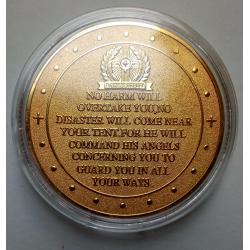 NO HARM WILL
OVERTAKE YOU,NO
DISASTER WILL COME NEAR
YOUR TENT.FOR HE WILL
COMMAND HIS ANGELS
CONCERNING YOU TO
GUARD YOU IN ALL
YOUR WAYS